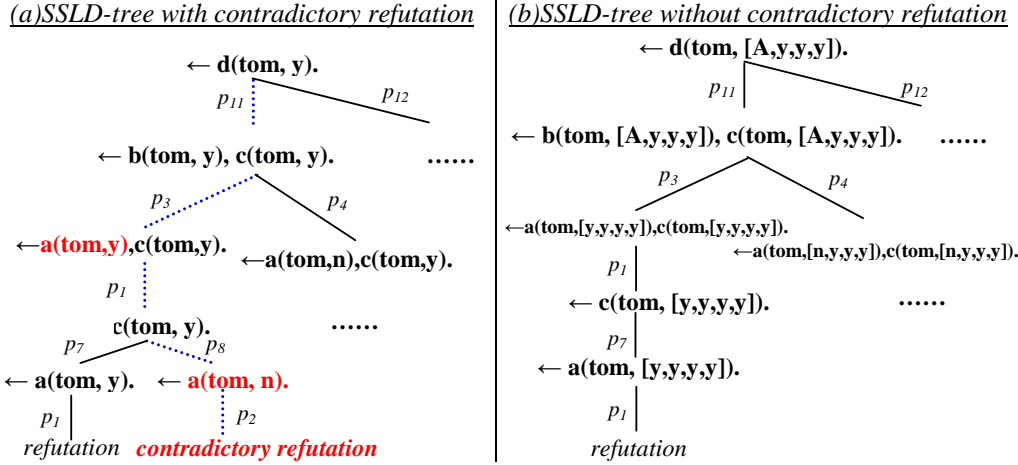 (a)SSLD-tree with contradictory refutation
← d(tom, y).
p11
p12
← b(tom, y), c(tom, y).
......
p3
p4
←a(tom,y),c(tom,y).
←a(tom,n),c(tom,y).
p1
c(tom, y).
......
p7
p8
← a(tom, y).
← a(tom, n).
p1
p2
refutation
contradictory refutation
(b)SSLD-tree without contradictory refutation
← d(tom, [A,y,y,y]).
p11
p12
← b(tom, [A,y,y,y]), c(tom, [A,y,y,y]).
......
p3
p4
←a(tom,[y,y,y,y]),c(tom,[y,y,y,y]).
←a(tom,[n,y,y,y]),c(tom,[n,y,y,y]).
p1
← c(tom, [y,y,y,y]).
......
p7
← a(tom, [y,y,y,y]).
p1
refutation